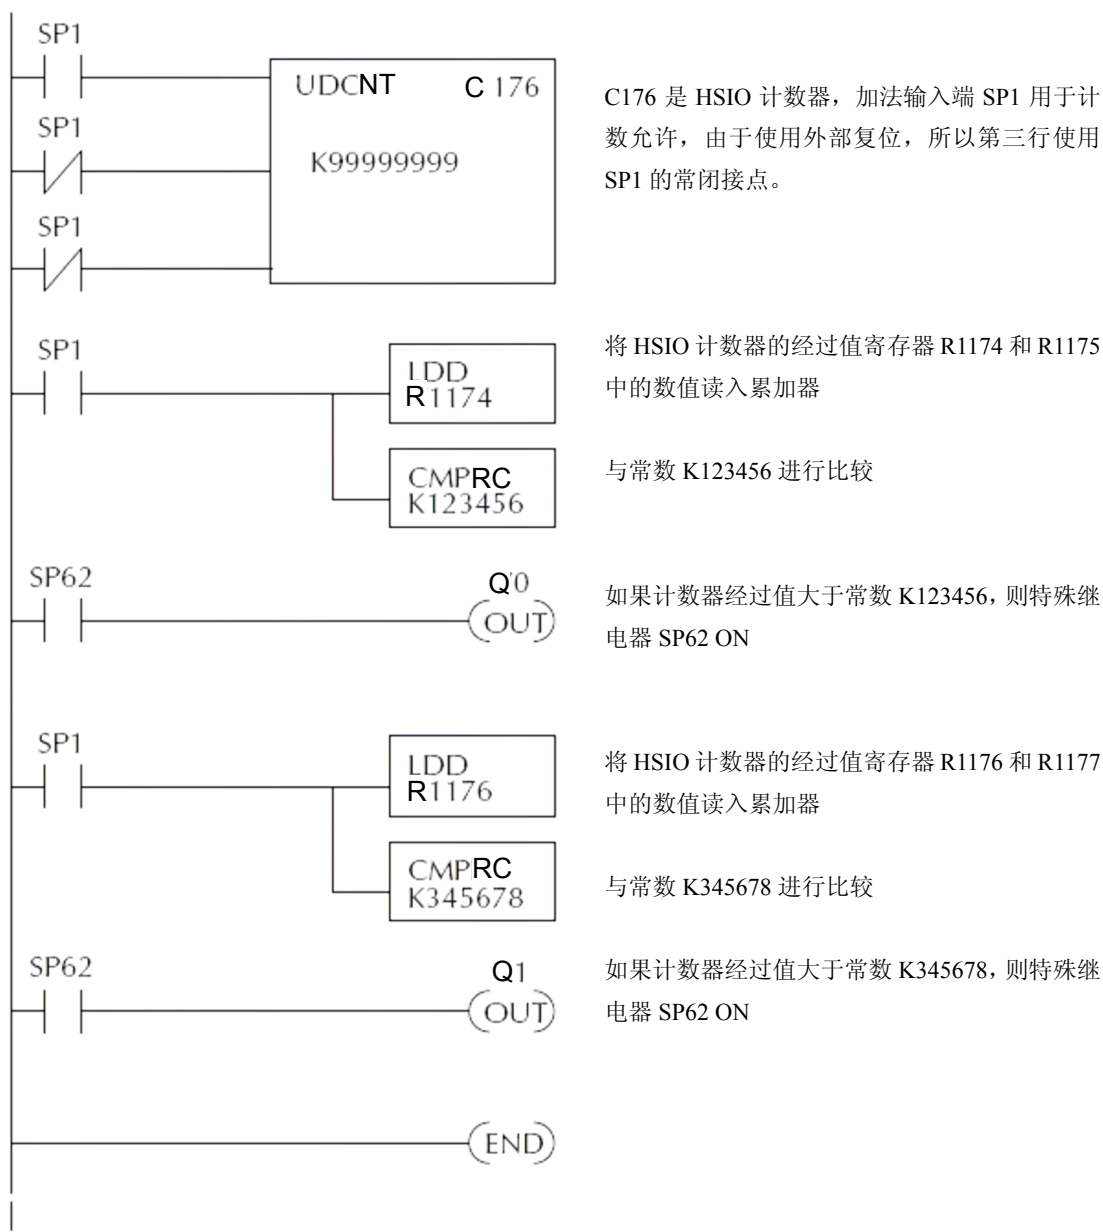 SP1
UDCNT C 176
C176 是 HSIO 计数器，加法输入端 SP1 用于计
SP1
数允许，由于使用外部复位，所以第三行使用
K99999999
SP1 的常闭接点。
SP1
SP1
将 HSIO 计数器的经过值寄存器 R1174 和 R1175
LDD
R1174
中的数值读入累加器
CMPRC
K123456
与常数 K123456 进行比较
SP62
Q0
OUT
如果计数器经过值大于常数 K123456，则特殊继
电器 SP62 ON
SP1
LDD
R1176
将 HSIO 计数器的经过值寄存器 R1176 和 R1177
中的数值读入累加器
CMPRC
K345678
与常数 K345678 进行比较
SP62
Q1
OUT
如果计数器经过值大于常数 K345678，则特殊继
电器 SP62 ON
END